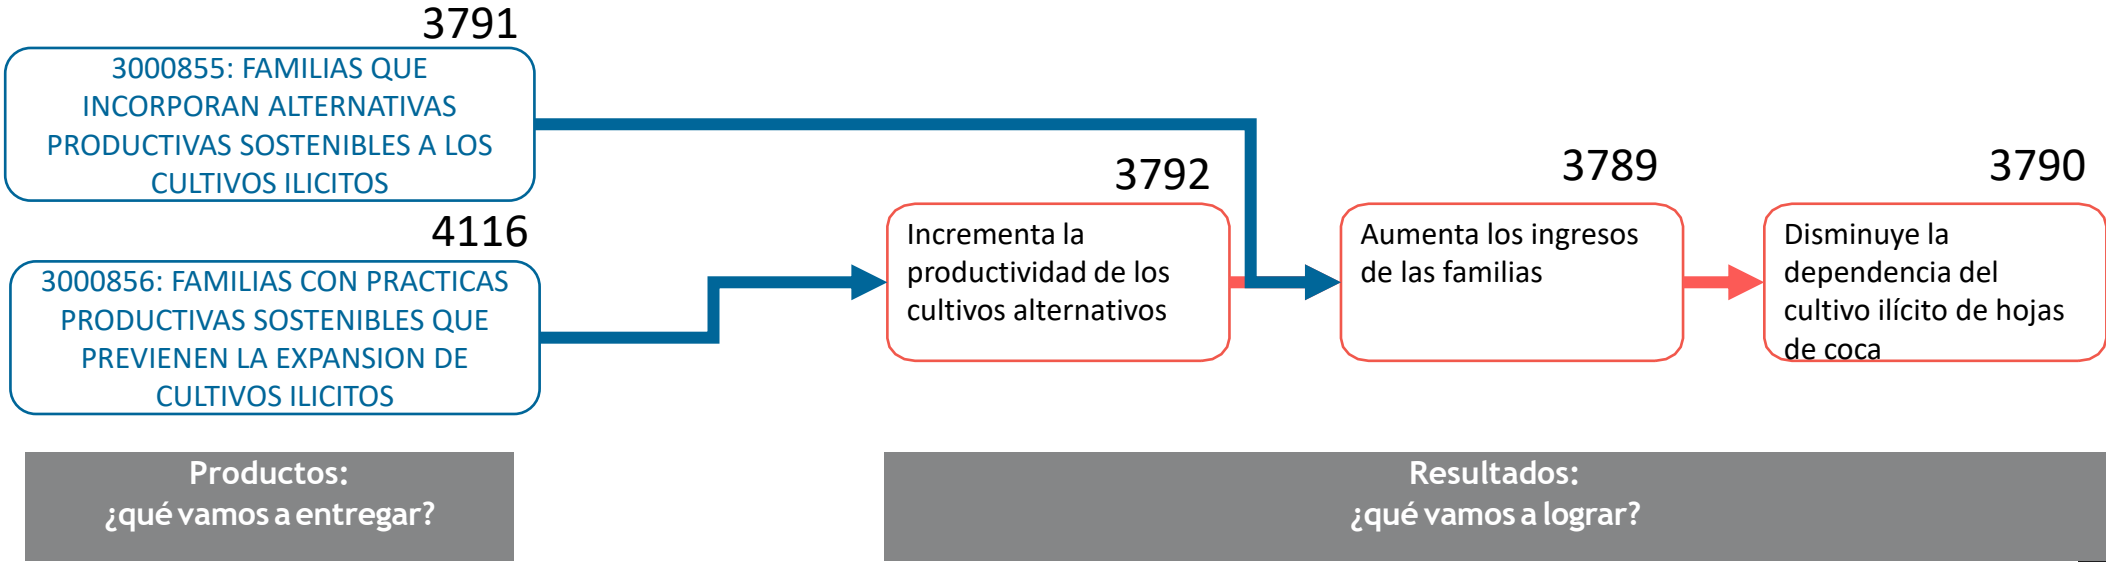 3791
3000855: FAMILIAS QUE
INCORPORAN ALTERNATIVAS
PRODUCTIVAS SOSTENIBLES A LOS
CULTIVOS ILICITOS
4116
3000856: FAMILIAS CON PRACTICAS
PRODUCTIVAS SOSTENIBLES QUE
PREVIENEN LA EXPANSION DE
CULTIVOS ILICITOS
3792
Incrementa la
productividad de los
cultivos alternativos
3789
Aumenta los ingresos
de las familias
3790
Disminuye la
dependencia del
cultivo ilícito de hojas
de coca
Productos:
¿qué vamos a entregar?
Resultados:
¿qué vamos a lograr?